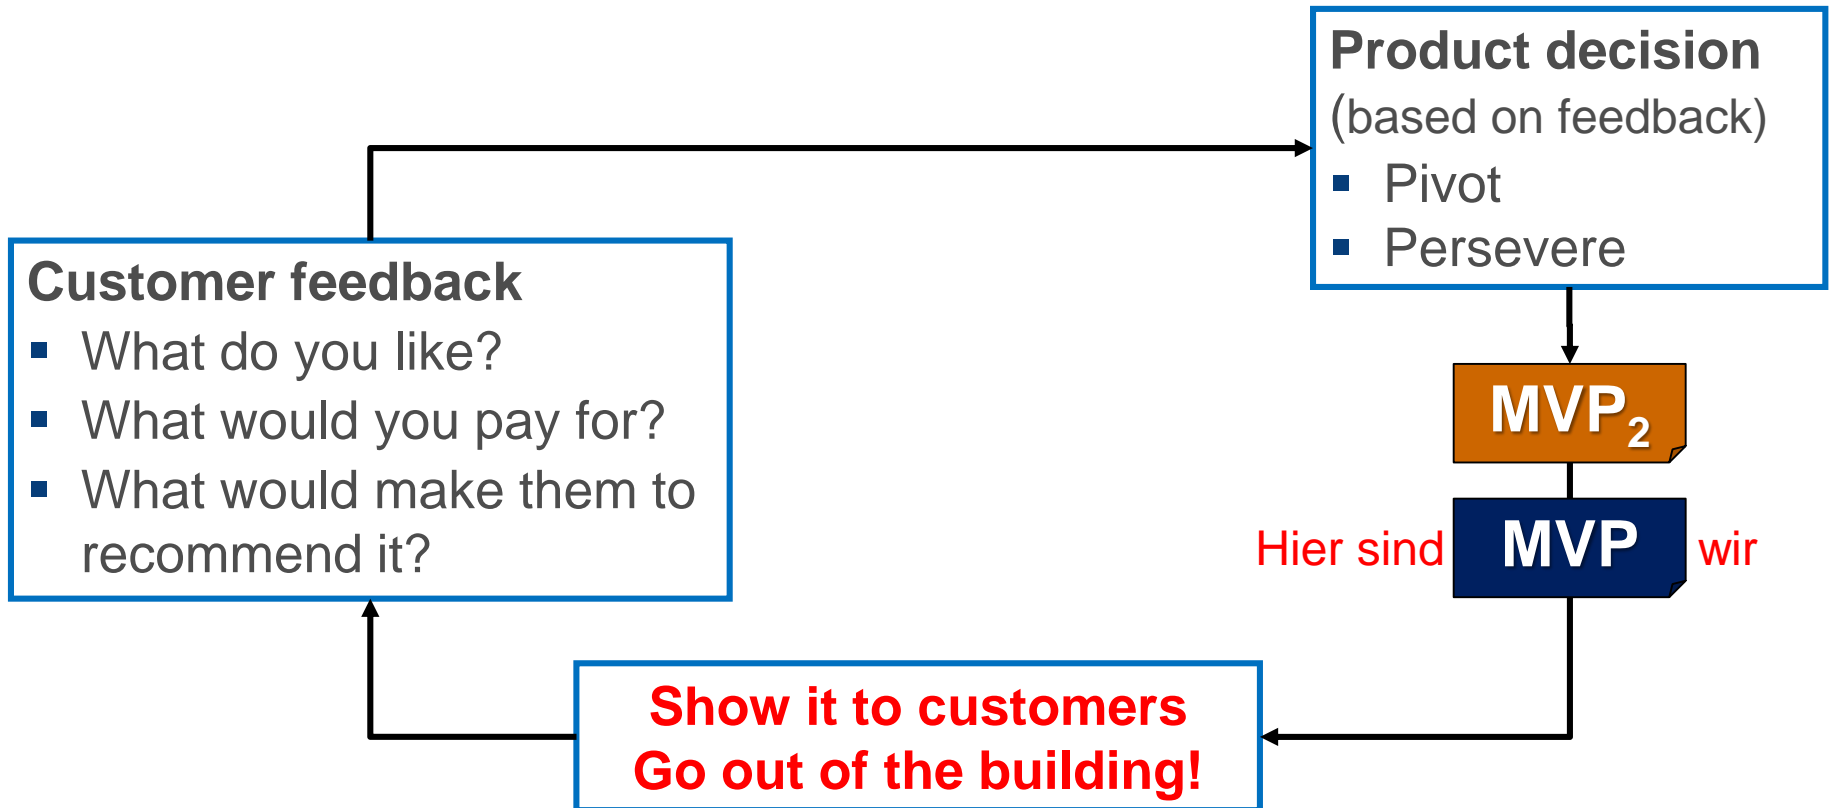 Product decision
(based on feedback)
▪ Pivot
▪ Persevere
Customer feedback
▪ What do you like?
▪ What would you pay for?
▪ What would make them to
recommend it?
MVP₂
Hier sind MVP wir
Show it to customers
Go out of the building!